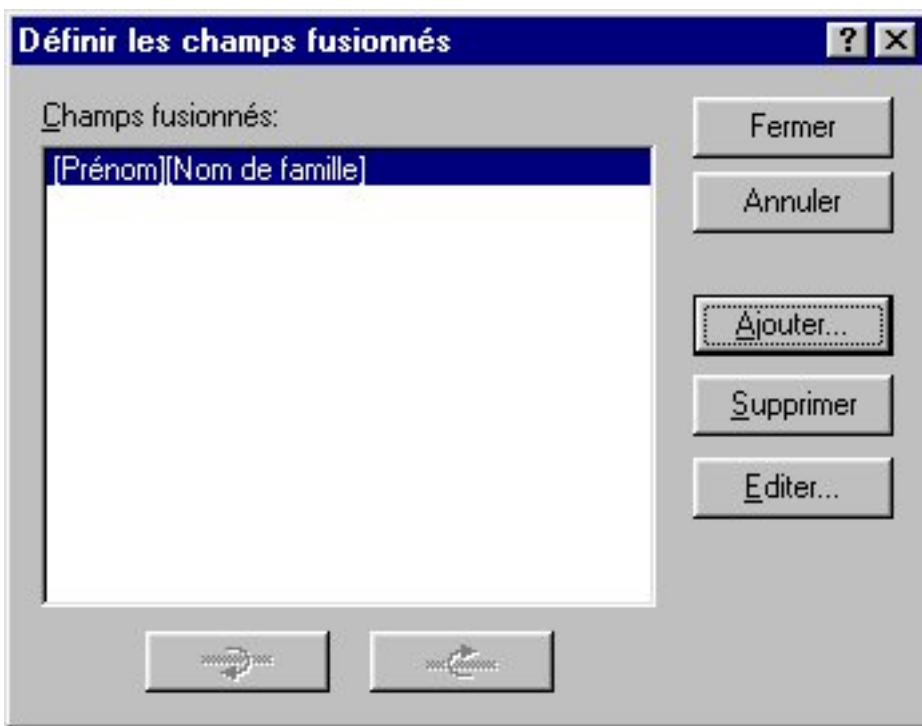 Définir les champs fusionnés
Champs fusionnés:
[Prénom][Nom de famille]
Fermer
Annuler
Ajouter...
Supprimer
Editer...